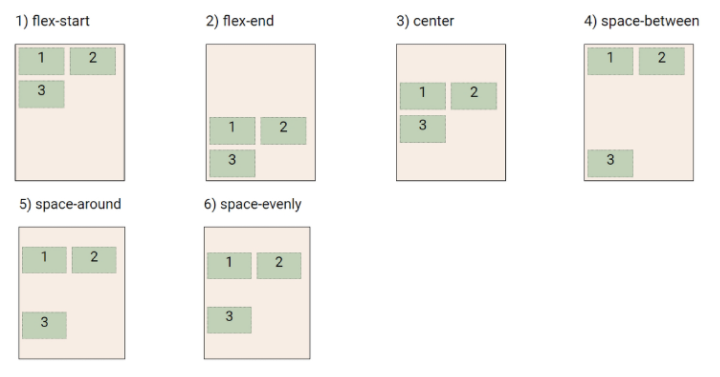 1) flex-start
2) flex-end
3) center
4) space-between
1 2
3
1 2
3
1 2
3
1 2
3
5) space-around
6) space-evenly
1 2
3
1 2
3